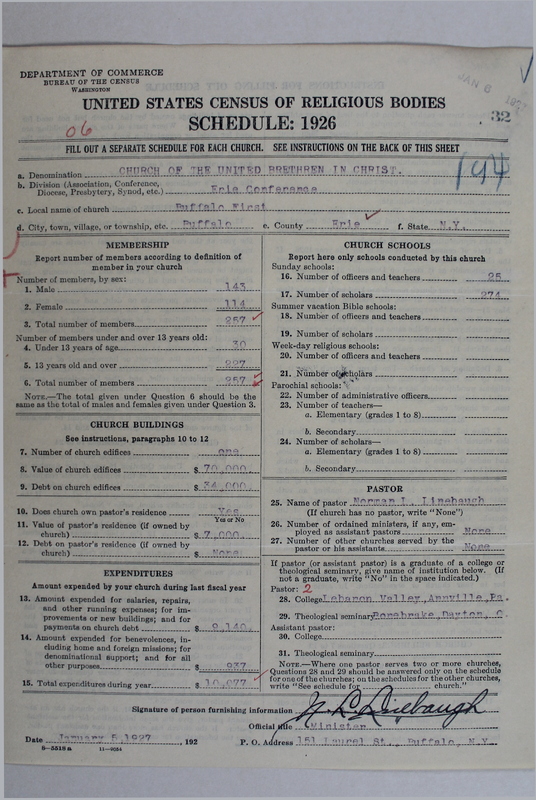 DEPARTMENT OF COMMERCE
BUREAU OF THE CENSUS
WASHINGTON
JAN 8 1927
UNITED STATES CENSUS OF RELIGIOUS BODIES
SCHEDULE: 1926
32
06
FILL OUT A SEPARATE SCHEDULE FOR EACH CHURCH. SEE INSTRUCTIONS ON THE BACK OF THIS SHEET
194
a. Denomination CHURCH OF THE UNITED BRETHREN IN CHRIST.
b. Division (Association, Conference, Diocese, Presbytery, Synod, etc.) Erie Conference
c. Local name of church Buffalo First
d. City, town, village, or township, etc. Buffalo e. County Erie f. State N.Y.
MEMBERSHIP
Report number of members according to definition of member in your church
Number of members, by sex:
1. Male 143
2. Female 114
3. Total number of members 257
Number of members under and over 13 years old:
4. Under 13 years of age 30
5. 13 years old and over 227
6. Total number of members 257
NOTE.—The total given under Question 6 should be the same as the total of males and females given under Question 3.
CHURCH BUILDINGS
See instructions, paragraphs 10 to 12
7. Number of church edifices one
8. Value of church edifices $ 70,000.
9. Debt on church edifices $ 34,000.
10. Does church own pastor's residence Yes
Yes or No
11. Value of pastor's residence (if owned by church) $ 7,000.
12. Debt on pastor's residence (if owned by church) $ None
EXPENDITURES
Amount expended by your church during last fiscal year
13. Amount expended for salaries, repairs, and other running expenses; for improvements or new buildings; and for payments on church debt $ 9,140.
14. Amount expended for benevolences, including home and foreign missions; for denominational support; and for all other purposes $ 937
15. Total expenditures during year $ 10,077
CHURCH SCHOOLS
Report here only schools conducted by this church
Sunday schools:
16. Number of officers and teachers 25
17. Number of scholars 274
Summer vacation Bible schools:
18. Number of officers and teachers
19. Number of scholars
Week-day religious schools:
20. Number of officers and teachers
21. Number of scholars
Parochial schools:
22. Number of administrative officers
23. Number of teachers—
a. Elementary (grades 1 to 8)
b. Secondary
24. Number of scholars—
a. Elementary (grades 1 to 8)
b. Secondary
PASTOR
25. Name of pastor Norman L. Linebaugh
(If church has no pastor, write "None")
26. Number of ordained ministers, if any, employed as assistant pastors None
27. Number of other churches served by the pastor or his assistants None
If pastor (or assistant pastor) is a graduate of a college or theological seminary, give name of institution below. (If not a graduate, write "No" in the space indicated.)
Pastor: 2
28. College Lebanon Valley, Annville, Pa.
29. Theological seminary Bonebrake, Dayton, O
Assistant pastor:
30. College
31. Theological seminary
NOTE.—Where one pastor serves two or more churches, Questions 28 and 29 should be answered only on the schedule for one of the churches; on the schedules for the other churches, write "See schedule for church."
Signature of person furnishing information N. L. Linebaugh
Official title Minister
Date January 5, 1927, 192
P. O. Address 151 Laurel St., Buffalo, N.Y.
8—5518 a 11—9054